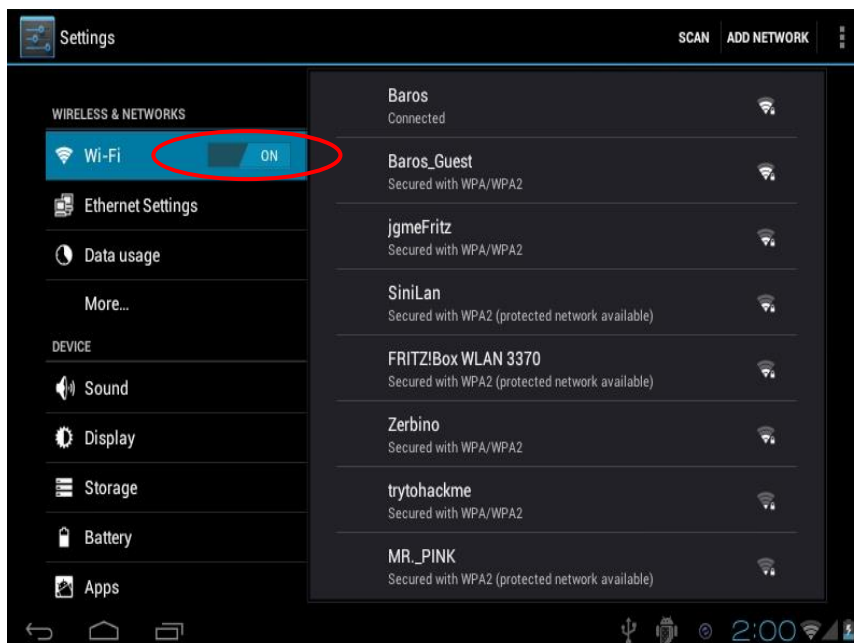 Settings
SCAN
ADD NETWORK
WIRELESS & NETWORKS
Wi-Fi
ON
Ethernet Settings
Data usage
More...
DEVICE
Sound
Display
Storage
Battery
Apps
Baros
Connected
Baros_Guest
Secured with WPA/WPA2
jgmeFritz
Secured with WPA/WPA2
SiniLan
Secured with WPA2 (protected network available)
FRITZ!Box WLAN 3370
Secured with WPA2 (protected network available)
Zerbino
Secured with WPA/WPA2
trytohackme
Secured with WPA/WPA2
MR._PINK
Secured with WPA2 (protected network available)
2:00